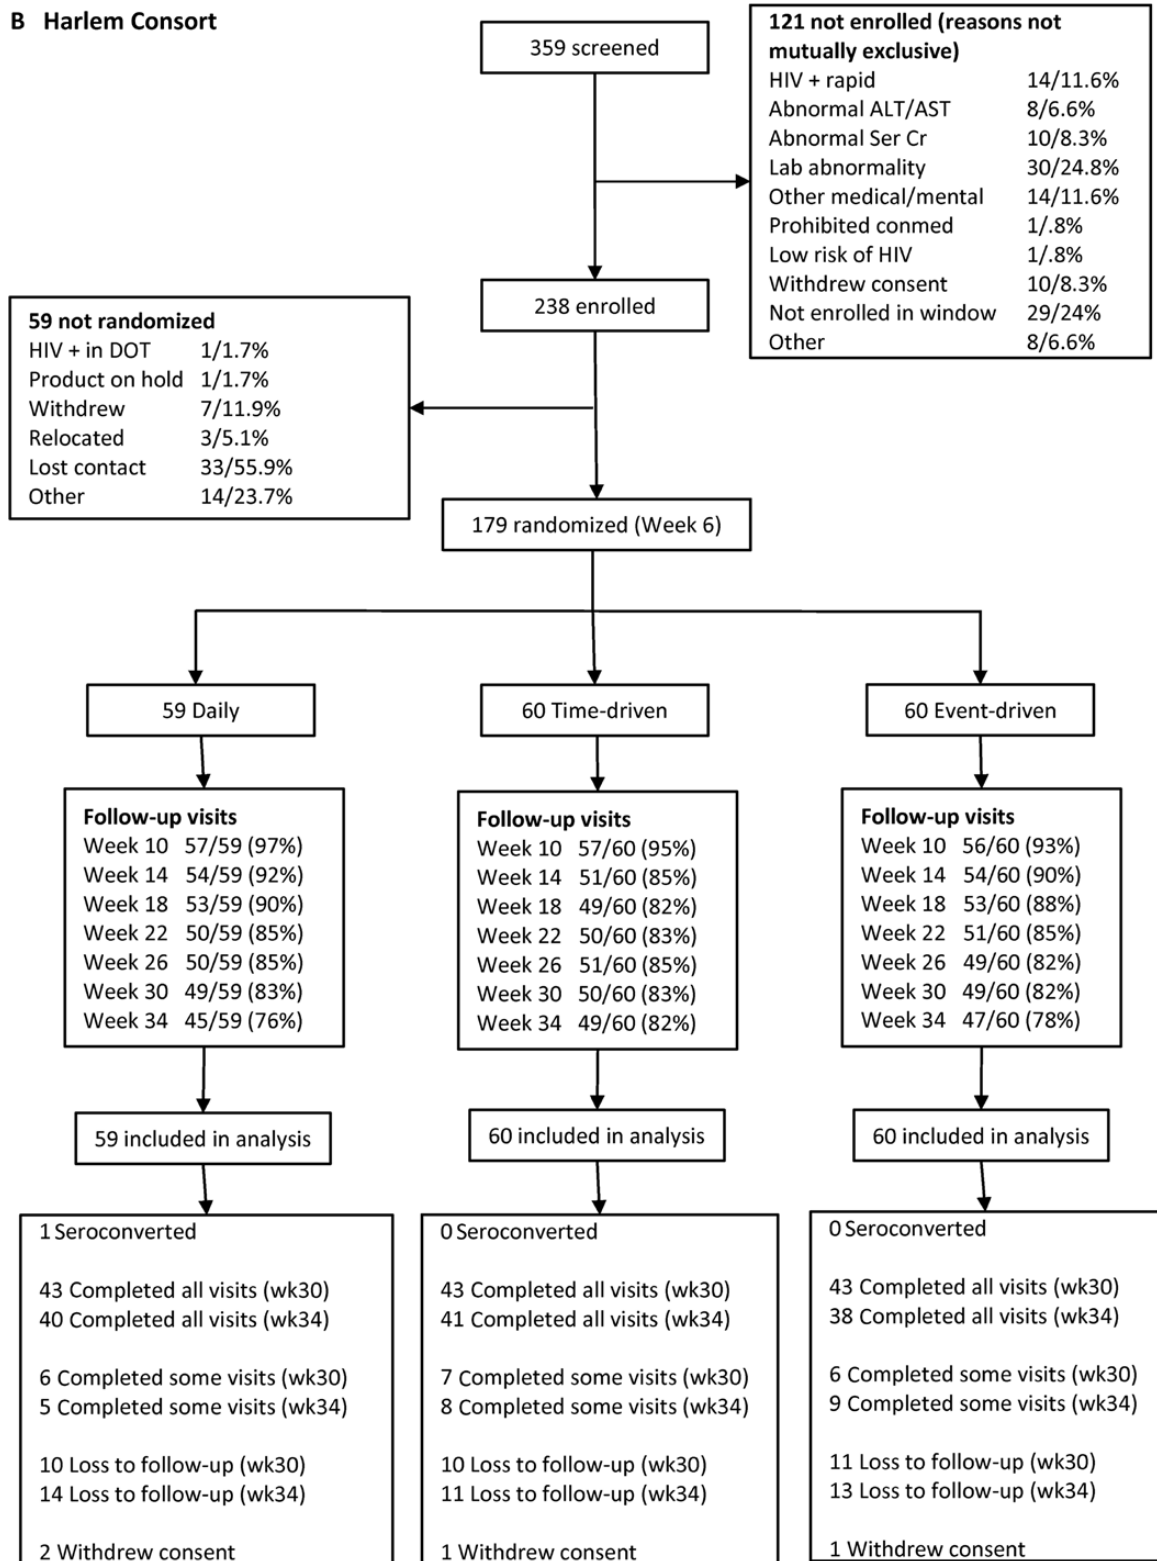 B Harlem Consort
359 screened
121 not enrolled (reasons not
mutually exclusive)
HIV + rapid 14/11.6%
Abnormal ALT/AST 8/6.6%
Abnormal Ser Cr 10/8.3%
Lab abnormality 30/24.8%
Other medical/mental 14/11.6%
Prohibited conmed 1/.8%
Low risk of HIV 1/.8%
Withdrew consent 10/8.3%
Not enrolled in window 29/24%
Other 8/6.6%
238 enrolled
59 not randomized
HIV + in DOT 1/1.7%
Product on hold 1/1.7%
Withdrew 7/11.9%
Relocated 3/5.1%
Lost contact 33/55.9%
Other 14/23.7%
179 randomized (Week 6)
59 Daily
60 Time-driven
60 Event-driven
Follow-up visits
Week 10 57/59 (97%)
Week 14 54/59 (92%)
Week 18 53/59 (90%)
Week 22 50/59 (85%)
Week 26 50/59 (85%)
Week 30 49/59 (83%)
Week 34 45/59 (76%)
Follow-up visits
Week 10 57/60 (95%)
Week 14 51/60 (85%)
Week 18 49/60 (82%)
Week 22 50/60 (83%)
Week 26 51/60 (85%)
Week 30 50/60 (83%)
Week 34 49/60 (82%)
Follow-up visits
Week 10 56/60 (93%)
Week 14 54/60 (90%)
Week 18 53/60 (88%)
Week 22 51/60 (85%)
Week 26 49/60 (82%)
Week 30 49/60 (82%)
Week 34 47/60 (78%)
59 included in analysis
60 included in analysis
60 included in analysis
1 Seroconverted
43 Completed all visits (wk30)
40 Completed all visits (wk34)
6 Completed some visits (wk30)
5 Completed some visits (wk34)
10 Loss to follow-up (wk30)
14 Loss to follow-up (wk34)
2 Withdrew consent
0 Seroconverted
43 Completed all visits (wk30)
41 Completed all visits (wk34)
7 Completed some visits (wk30)
8 Completed some visits (wk34)
10 Loss to follow-up (wk30)
11 Loss to follow-up (wk34)
1 Withdrew consent
0 Seroconverted
43 Completed all visits (wk30)
38 Completed all visits (wk34)
6 Completed some visits (wk30)
9 Completed some visits (wk34)
11 Loss to follow-up (wk30)
13 Loss to follow-up (wk34)
1 Withdrew consent